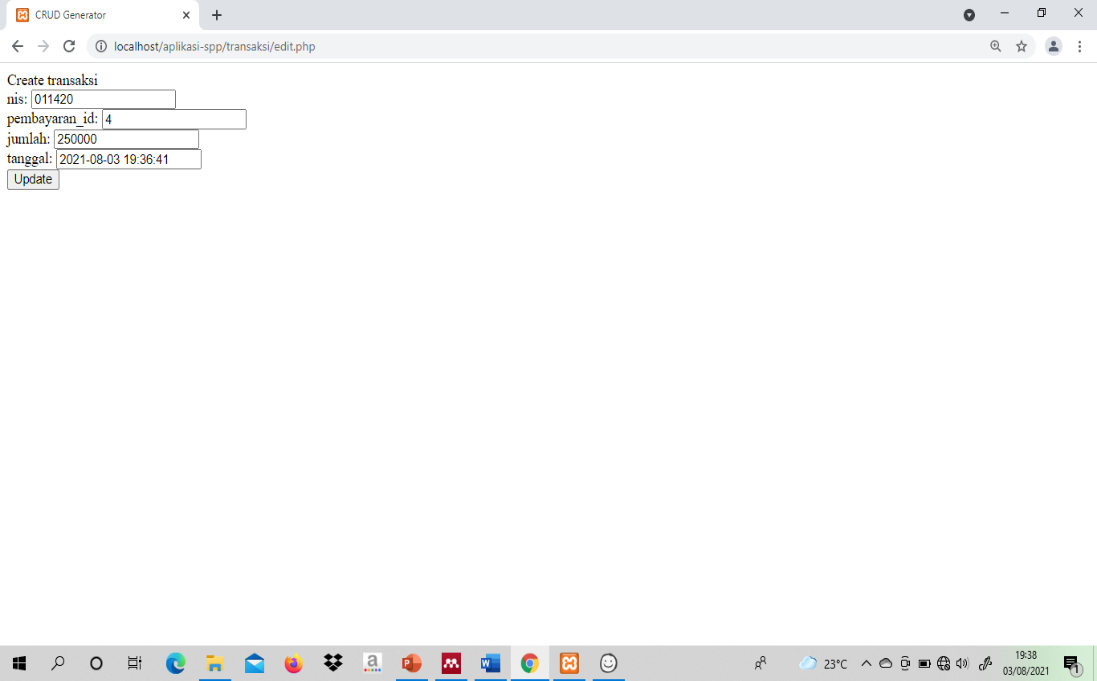 CRUD Generator
localhost/aplikasi-spp/transaksi/edit.php
Create transaksi
nis: 011420
pembayaran_id: 4
jumlah: 250000
tanggal: 2021-08-03 19:36:41
Update
23°C
19:38
03/08/2021
1